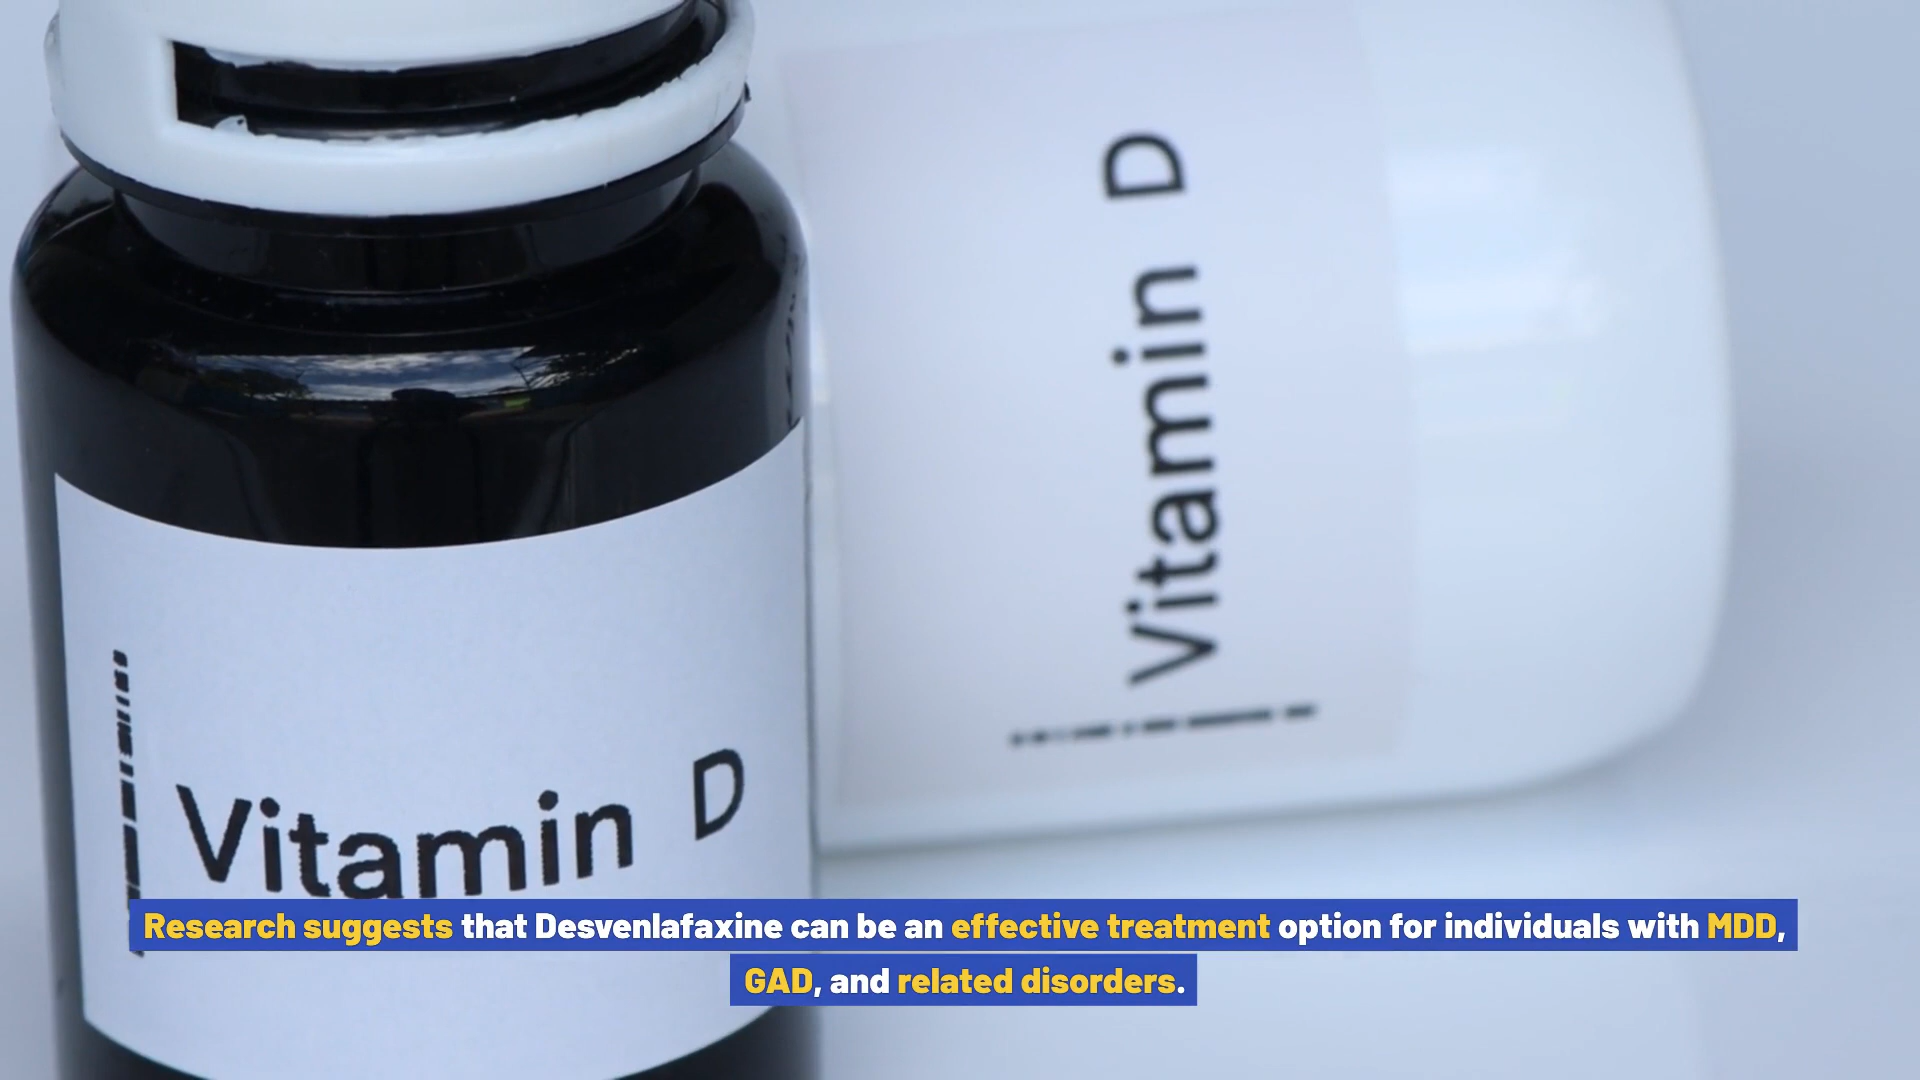 Vitamin D
Vitamin D
Research suggests that Desvenlafaxine can be an effective treatment option for individuals with MDD,
GAD, and related disorders.